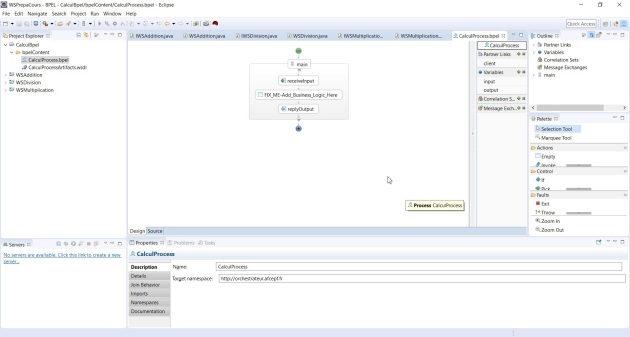 WSPrepaCours - BPEL - CalculBpel/bpelContent/CalculProcess.bpel - Eclipse
File Edit Navigate Search Project Run Window Help
Quick Access
Project Explorer
CalculBpel
bpelContent
CalculProcess.bpel
CalculProcessArtifacts.wsdl
WSAddition
WSDivision
WSMultiplication
IWSAddition.java
WSAddition.java
IWSDivision.java
WSDivision.java
IWSMultiplicatio...
WSMultiplication...
CalculProcess.bpel
main
receiveInput
FIX_ME-Add_Business_Logic_Here
replyOutput
Process CalculProcess
CalculProcess
Partner Links
client
Variables
input
output
Correlation S...
Message Exch...
Design Source
Outline
Partner Links
Variables
Correlation Sets
Message Exchanges
main
Palette
Selection Tool
Marquee Tool
Actions
Empty
Invoke
Control
If
Pick
Faults
Exit
Throw
Zoom In
Zoom Out
Servers
No servers are available. Click this link to create a new
server...
Properties Problems Tasks
CalculProcess
Description
Details
Join Behavior
Imports
Namespaces
Documentation
Name: CalculProcess
Target namespace: http://orchestrateur.afcepf.fr